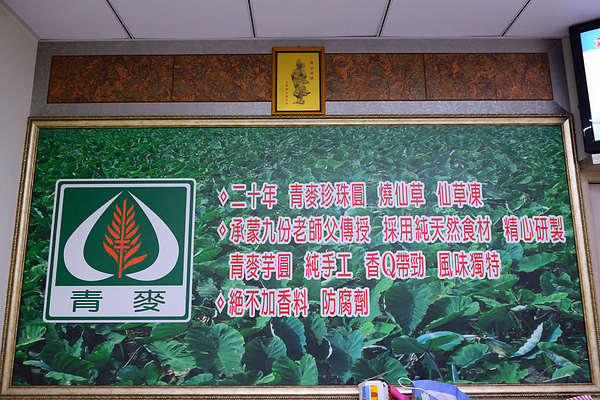 青麥
◇二十年 青麥珍珠圓 燒仙草 仙草凍
◇承蒙九份老師父傳授 採用純天然食材 精心研製
青麥芋圓 純手工 香Q帶勁 風味獨特
◇絕不加香料 防腐劑